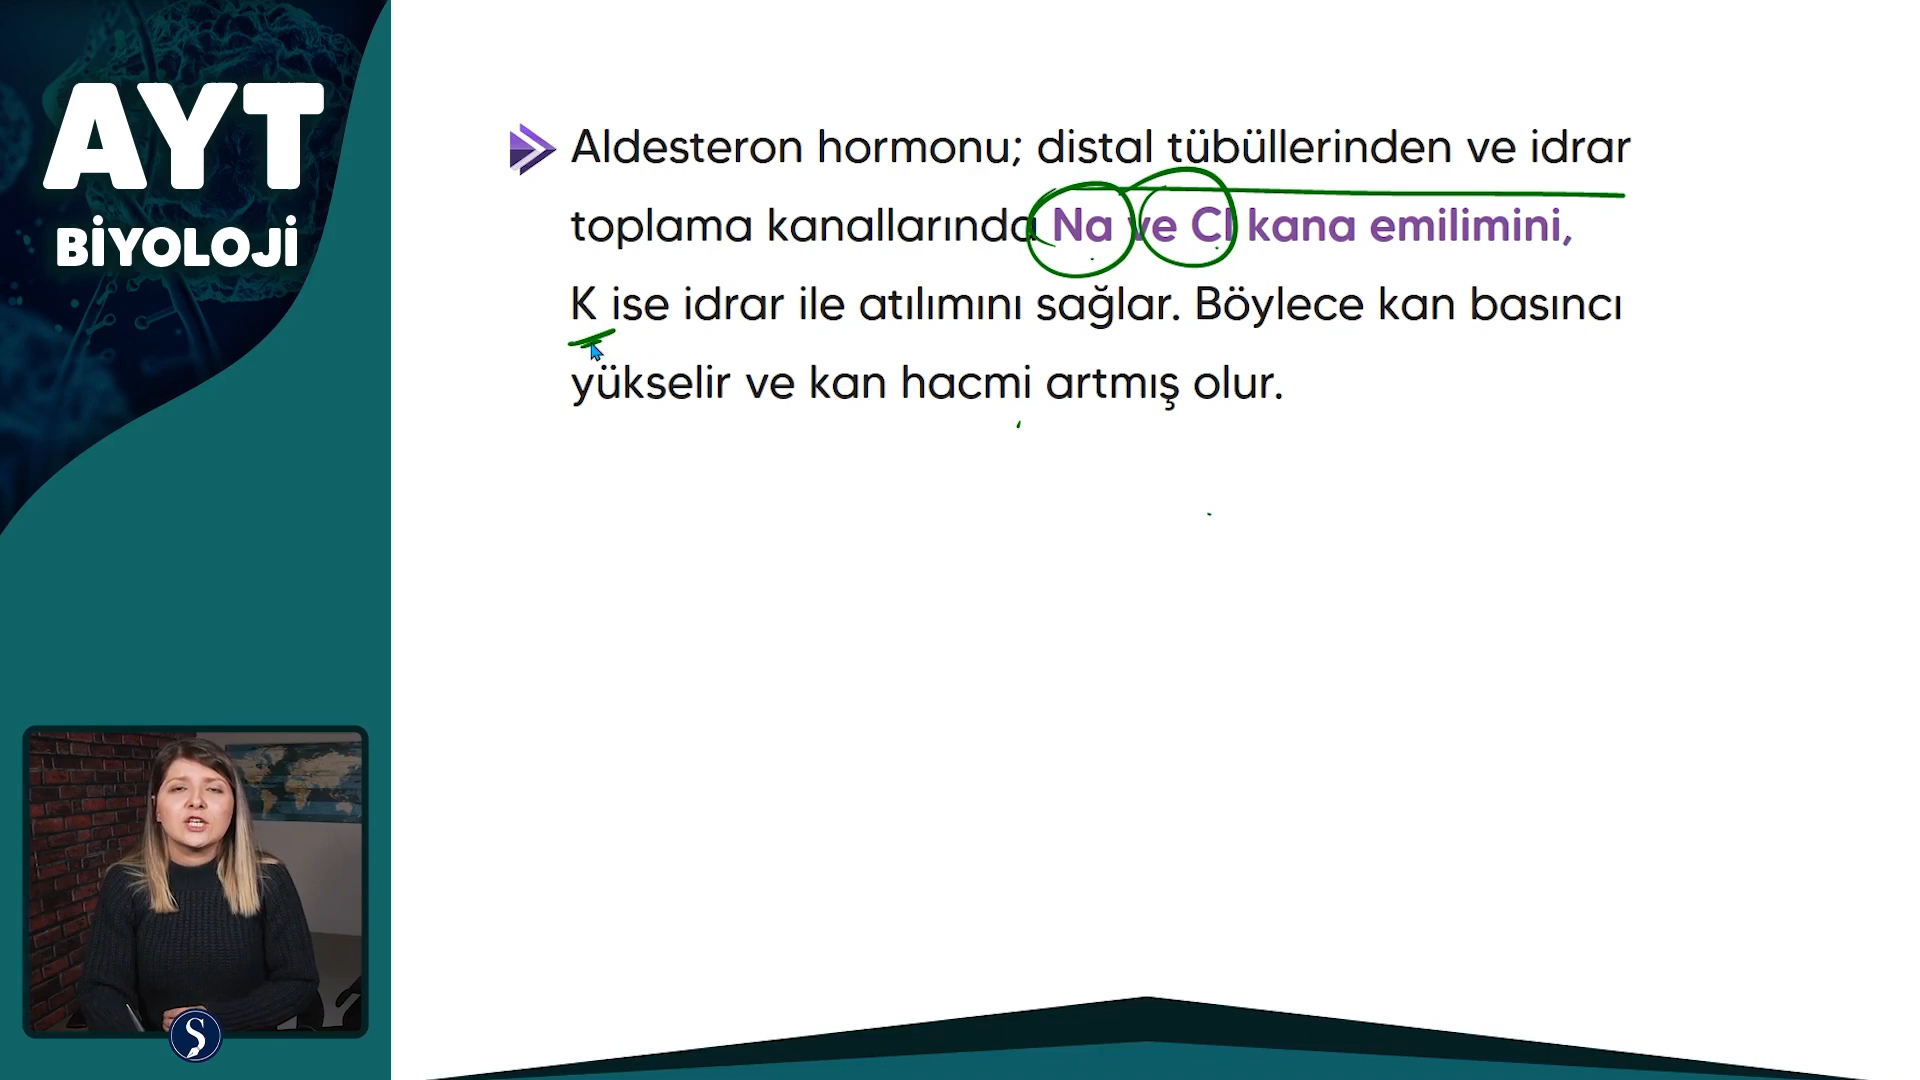 AYT
BİYOLOJİ
Aldesteron hormonu; distal tübüllerinden ve idrar
toplama kanallarında Na ve Cl kana emilimini,
K ise idrar ile atılımını sağlar. Böylece kan basıncı
yükselir ve kan hacmi artmış olur.
S